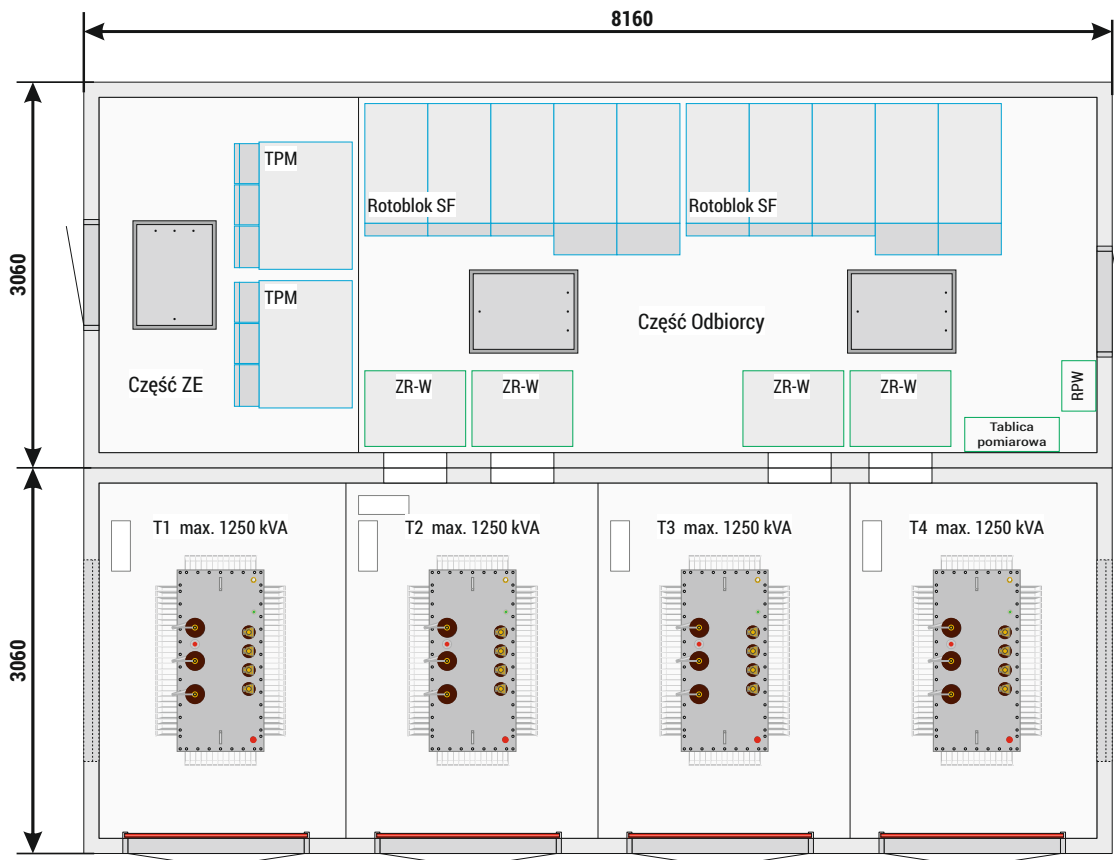 8160
3060
TPM
Rotoblok SF
Rotoblok SF
TPM
Część Odbiorcy
Część ZE
ZR-W
ZR-W
ZR-W
ZR-W
RPW
Tablica
pomiarowa
3060
T1 max. 1250 kVA
T2 max. 1250 kVA
T3 max. 1250 kVA
T4 max. 1250 kVA